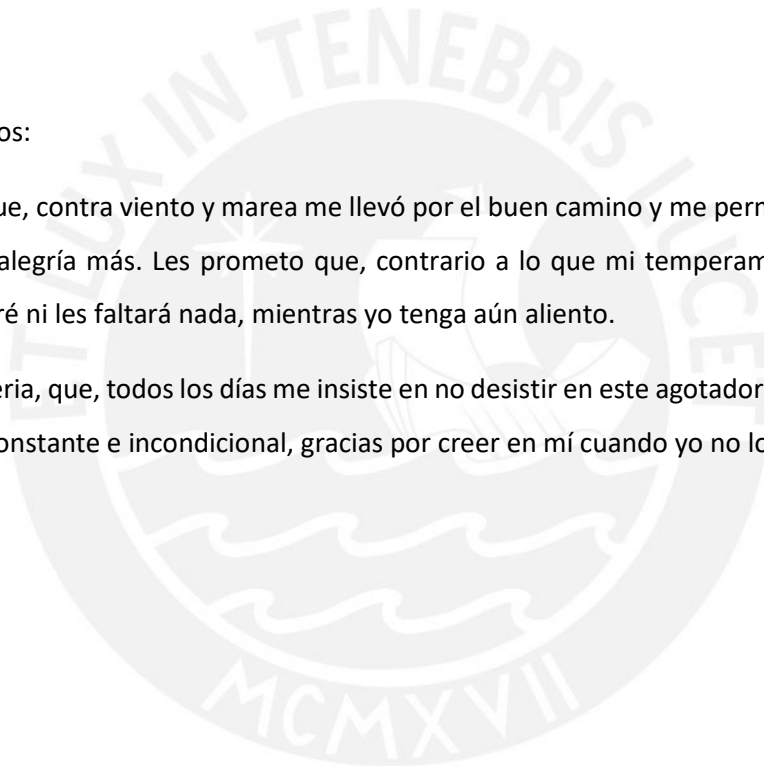 os:
ue, contra viento y marea me llevó por el buen camino y me perm
alegría más. Les prometo que, contrario a lo que mi temperam
ré ni les faltará nada, mientras yo tenga aún aliento.
eria, que, todos los días me insiste en no desistir en este agotador
onstante e incondicional, gracias por creer en mí cuando yo no lo
ET LUX IN TENEBRIS LUCET
MCMXVII